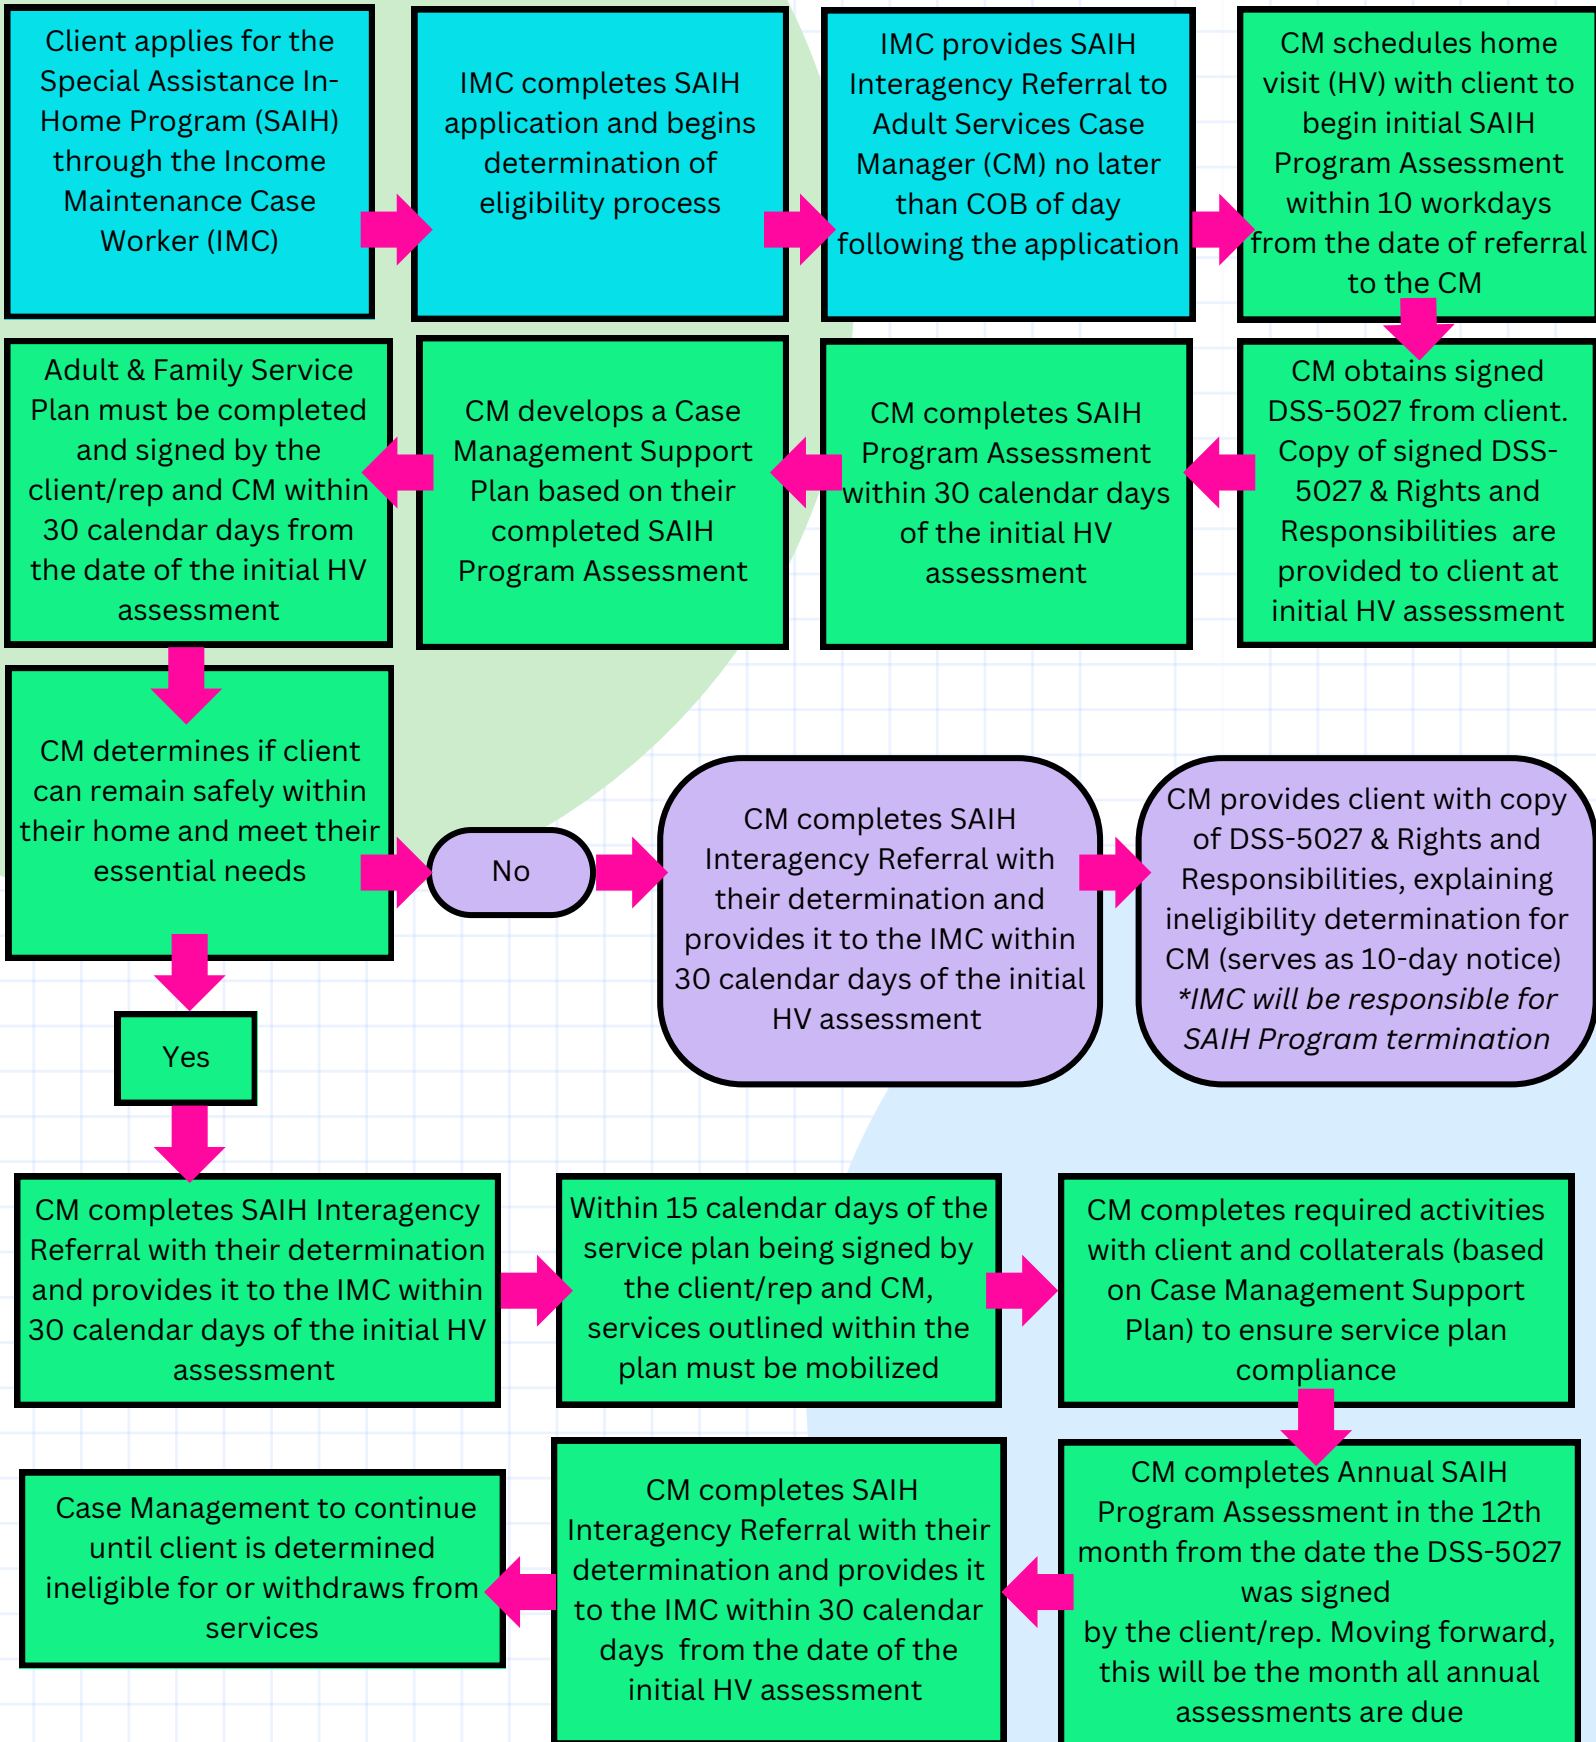 Client applies for the
Special Assistance In-
Home Program (SAIH)
through the Income
Maintenance Case
Worker (IMC)
IMC completes SAIH
application and begins
determination of
eligibility process
IMC provides SAIH
Interagency Referral to
Adult Services Case
Manager (CM) no later
than COB of day
following the application
CM schedules home
visit (HV) with client to
begin initial SAIH
Program Assessment
within 10 workdays
from the date of referral
to the CM
CM obtains signed
DSS-5027 from client.
Copy of signed DSS-
5027 & Rights and
Responsibilities are
provided to client at
initial HV assessment
CM completes SAIH
Program Assessment
within 30 calendar days
of the initial HV
assessment
CM develops a Case
Management Support
Plan based on their
completed SAIH
Program Assessment
Adult & Family Service
Plan must be completed
and signed by the
client/rep and CM within
30 calendar days from
the date of the initial HV
assessment
CM determines if client
can remain safely within
their home and meet their
essential needs
No
CM completes SAIH
Interagency Referral with
their determination and
provides it to the IMC within
30 calendar days of the initial
HV assessment
CM provides client with copy
of DSS-5027 & Rights and
Responsibilities, explaining
ineligibility determination for
CM (serves as 10-day notice)
*IMC will be responsible for
SAIH Program termination
Yes
CM completes SAIH Interagency
Referral with their determination
and provides it to the IMC within
30 calendar days of the initial HV
assessment
Within 15 calendar days of the
service plan being signed by
the client/rep and CM,
services outlined within the
plan must be mobilized
CM completes required activities
with client and collaterals (based
on Case Management Support
Plan) to ensure service plan
compliance
CM completes Annual SAIH
Program Assessment in the 12th
month from the date the DSS-5027
was signed
by the client/rep. Moving forward,
this will be the month all annual
assessments are due
CM completes SAIH
Interagency Referral with their
determination and provides it
to the IMC within 30 calendar
days from the date of the
initial HV assessment
Case Management to continue
until client is determined
ineligible for or withdraws from
services